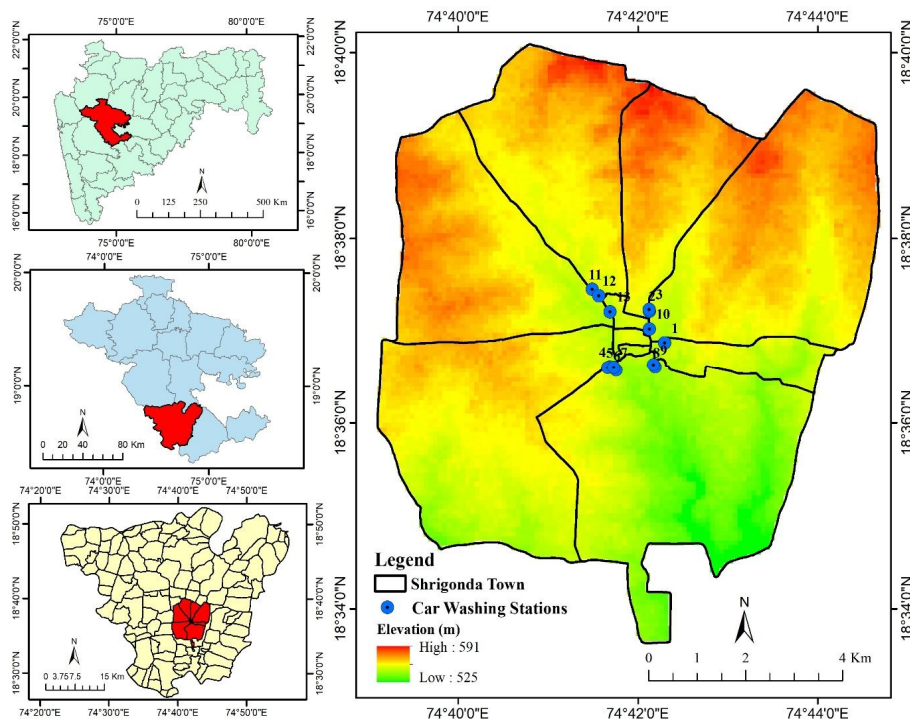 75°0'0"E 80°0'0"E
22°0'0"N
20°0'0"N
18°0'0"N
16°0'0"N
22°0'0"N
20°0'0"N
18°0'0"N
16°0'0"N
N
0 125 250 500 Km
75°0'0"E 80°0'0"E
74°0'0"E 75°0'0"E
20°0'0"N
19°0'0"N
20°0'0"N
19°0'0"N
N
0 20 40 80 Km
74°0'0"E 75°0'0"E
74°20'0"E 74°30'0"E 74°40'0"E 74°50'0"E
18°50'0"N
18°40'0"N
18°30'0"N
18°50'0"N
18°40'0"N
18°30'0"N
N
0 3.757.5 15 Km
74°20'0"E 74°30'0"E 74°40'0"E 74°50'0"E
74°40'0"E 74°42'0"E 74°44'0"E
18°40'0"N
18°38'0"N
18°36'0"N
18°34'0"N
18°40'0"N
18°38'0"N
18°36'0"N
18°34'0"N
11
12
13
23
10
1
45 7
89
Legend
Shrigonda Town
Car Washing Stations
Elevation (m)
High : 591
Low : 525
N
0 1 2 4 Km
74°40'0"E 74°42'0"E 74°44'0"E